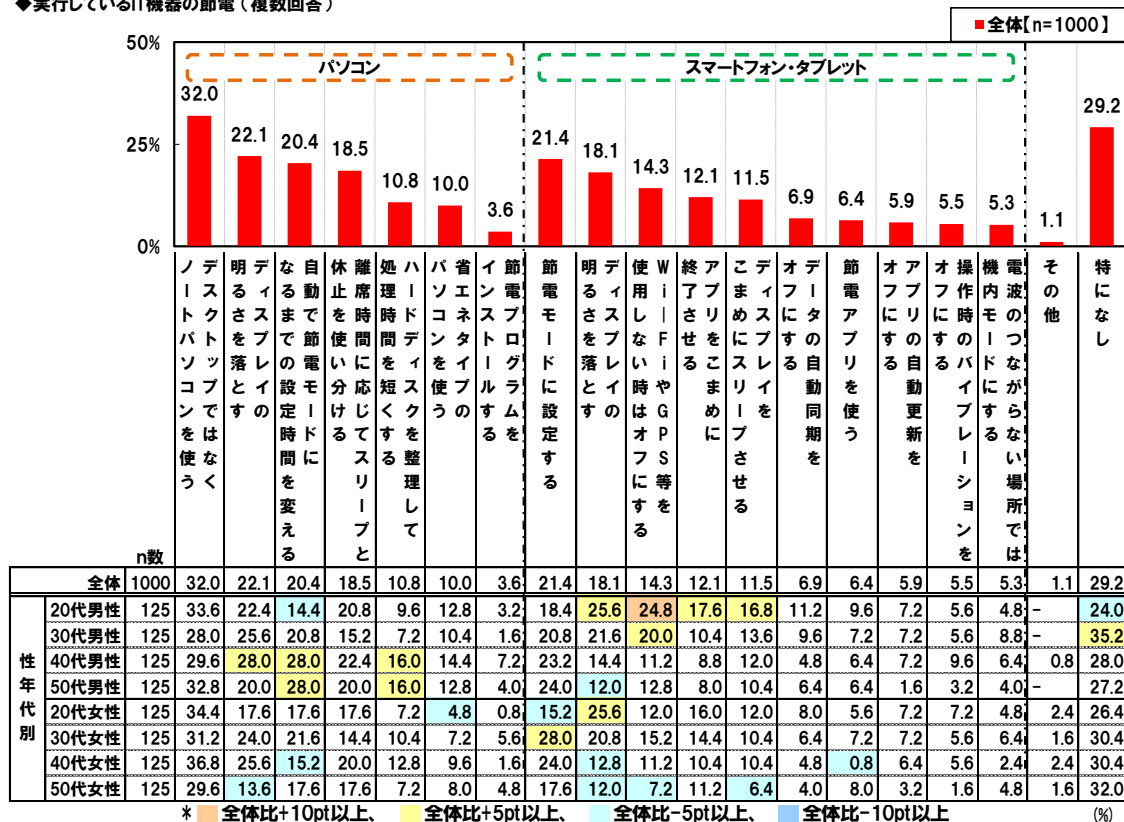 ◆実行しているIT機器の節電（複数回答）
■全体【n=1000】
50%
25%
0%
パソコン
スマートフォン・タブレット
32.0
22.1
20.4
18.5
10.8
10.0
3.6
21.4
18.1
14.3
12.1
11.5
6.9
6.4
5.9
5.5
5.3
1.1
29.2
デスクトップではなく
ノートパソコンを使う
ディスプレイの
明るさを落とす
自動で節電モードに
なるまでの設定時間を変える
離席時間に応じてスリープと
休止を使い分ける
ハードディスクを整理して
処理時間を短くする
省エネタイプの
パソコンを使う
節電プログラムを
インストールする
節電モードに設定する
ディスプレイの
明るさを落とす
Wi-FiやGPS等を
使用しない時はオフにする
アプリをこまめに
終了させる
ディスプレイを
こまめにスリープさせる
データの自動同期を
オフにする
節電アプリを使う
アプリの自動更新を
オフにする
操作時のバイブレーションを
オフにする
電波のつながらない場所では
機内モードにする
その他
特になし
n数
全体 1000 32.0 22.1 20.4 18.5 10.8 10.0 3.6 21.4 18.1 14.3 12.1 11.5 6.9 6.4 5.9 5.5 5.3 1.1 29.2
性年代別
20代男性 125 33.6 22.4 14.4 20.8 9.6 12.8 3.2 18.4 25.6 24.8 17.6 16.8 11.2 9.6 7.2 5.6 4.8 - 24.0
30代男性 125 28.0 25.6 20.8 15.2 7.2 10.4 1.6 20.8 21.6 20.0 10.4 13.6 9.6 7.2 7.2 5.6 8.8 - 35.2
40代男性 125 29.6 28.0 28.0 22.4 16.0 14.4 7.2 23.2 14.4 11.2 8.8 12.0 4.8 6.4 7.2 9.6 6.4 0.8 28.0
50代男性 125 32.8 20.0 28.0 20.0 16.0 12.8 4.0 24.0 12.0 12.8 8.0 10.4 6.4 6.4 1.6 3.2 4.0 - 27.2
20代女性 125 34.4 17.6 17.6 17.6 7.2 4.8 0.8 15.2 25.6 12.0 16.0 12.0 8.0 5.6 7.2 7.2 4.8 2.4 26.4
30代女性 125 31.2 24.0 21.6 14.4 10.4 7.2 5.6 28.0 20.8 15.2 14.4 10.4 6.4 7.2 7.2 5.6 6.4 1.6 30.4
40代女性 125 36.8 25.6 15.2 20.0 12.8 9.6 1.6 24.0 12.8 11.2 10.4 10.4 4.8 0.8 6.4 5.6 2.4 2.4 30.4
50代女性 125 29.6 13.6 17.6 17.6 7.2 8.0 4.8 17.6 12.0 7.2 11.2 6.4 4.0 8.0 3.2 1.6 4.8 1.6 32.0
* 全体比+10pt以上、 全体比+5pt以上、 全体比-5pt以上、 全体比-10pt以上 (%)